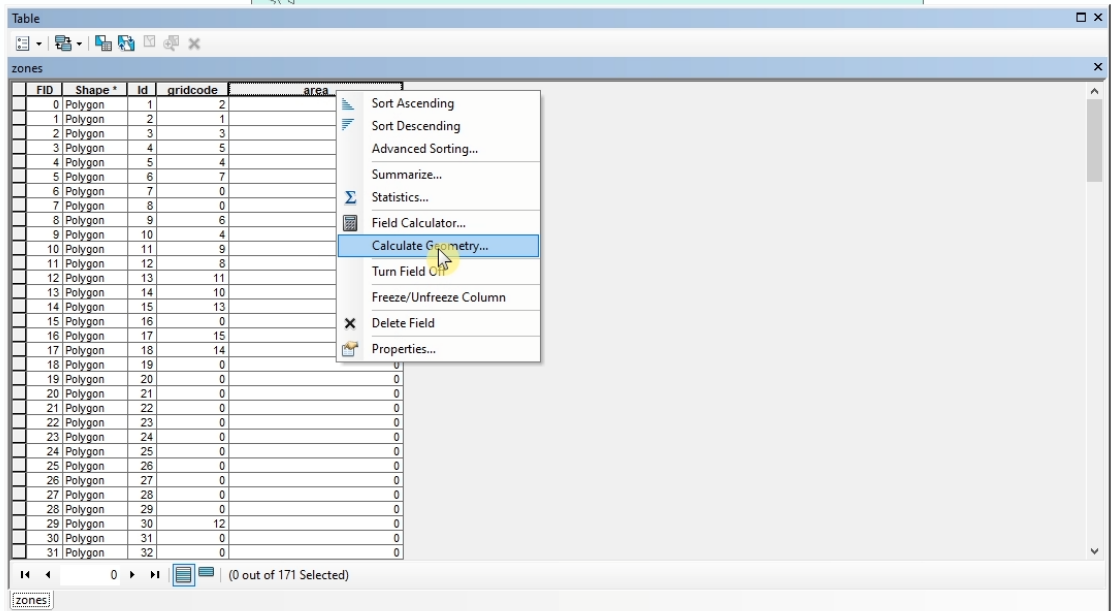 Table
zones
FID Shape * Id gridcode area
0 Polygon 1 2
1 Polygon 2 1
2 Polygon 3 3
3 Polygon 4 5
4 Polygon 5 4
5 Polygon 6 7
6 Polygon 7 0
7 Polygon 8 0
8 Polygon 9 6
9 Polygon 10 4
10 Polygon 11 9
11 Polygon 12 8
12 Polygon 13 11
13 Polygon 14 10
14 Polygon 15 13
15 Polygon 16 0
16 Polygon 17 15
17 Polygon 18 14
18 Polygon 19 0 0
19 Polygon 20 0 0
20 Polygon 21 0 0
21 Polygon 22 0 0
22 Polygon 23 0 0
23 Polygon 24 0 0
24 Polygon 25 0 0
25 Polygon 26 0 0
26 Polygon 27 0 0
27 Polygon 28 0 0
28 Polygon 29 0 0
29 Polygon 30 12 0
30 Polygon 31 0 0
31 Polygon 32 0 0
Sort Ascending
Sort Descending
Advanced Sorting...
Summarize...
Σ Statistics...
Field Calculator...
Calculate Geometry...
Turn Field Off
Freeze/Unfreeze Column
Delete Field
Properties...
0 (0 out of 171 Selected)
zones